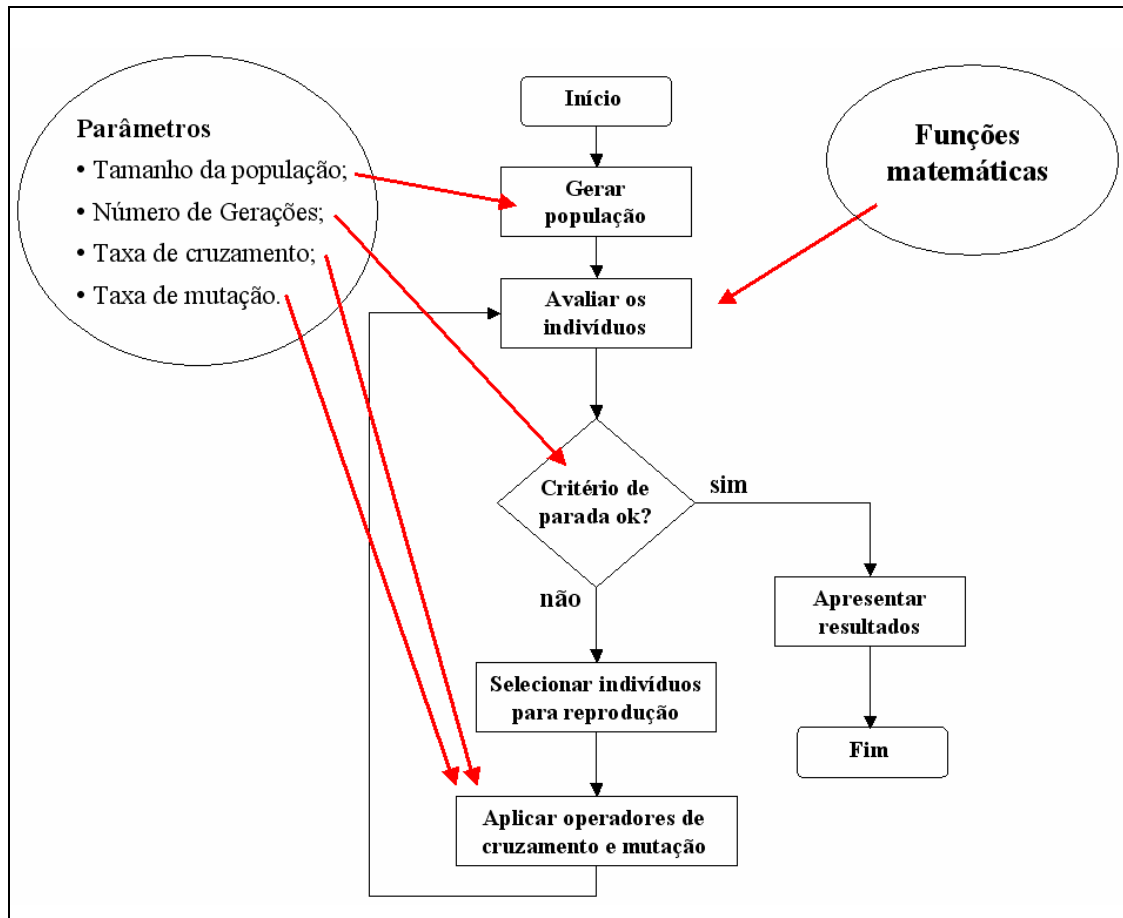 Parâmetros
• Tamanho da população;
• Número de Gerações;
• Taxa de cruzamento;
• Taxa de mutação.
Início
Gerar
população
Funções
matemáticas
Avaliar os
indivíduos
Critério de
parada ok?
sim
não
Apresentar
resultados
Selecionar indivíduos
para reprodução
Fim
Aplicar operadores de
cruzamento e mutação